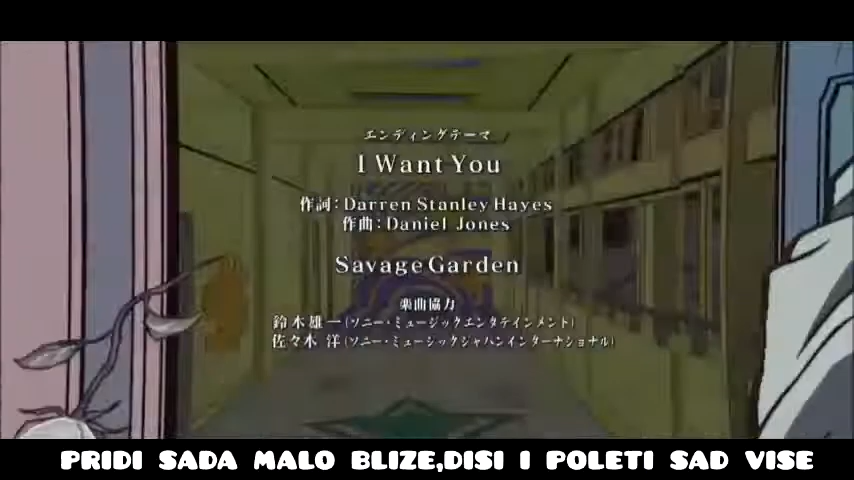 エンディングテーマ
I Want You
作詞：Darren Stanley Hayes
作曲：Daniel Jones
Savage Garden
楽曲協力
鈴木雄一(ソニー・ミュージックエンタテインメント)
佐々木 洋(ソニー・ミュージックジャパンインターナショナル)
PRIDI SADA MALO BLIZE,DISI I POLETI SAD VISE